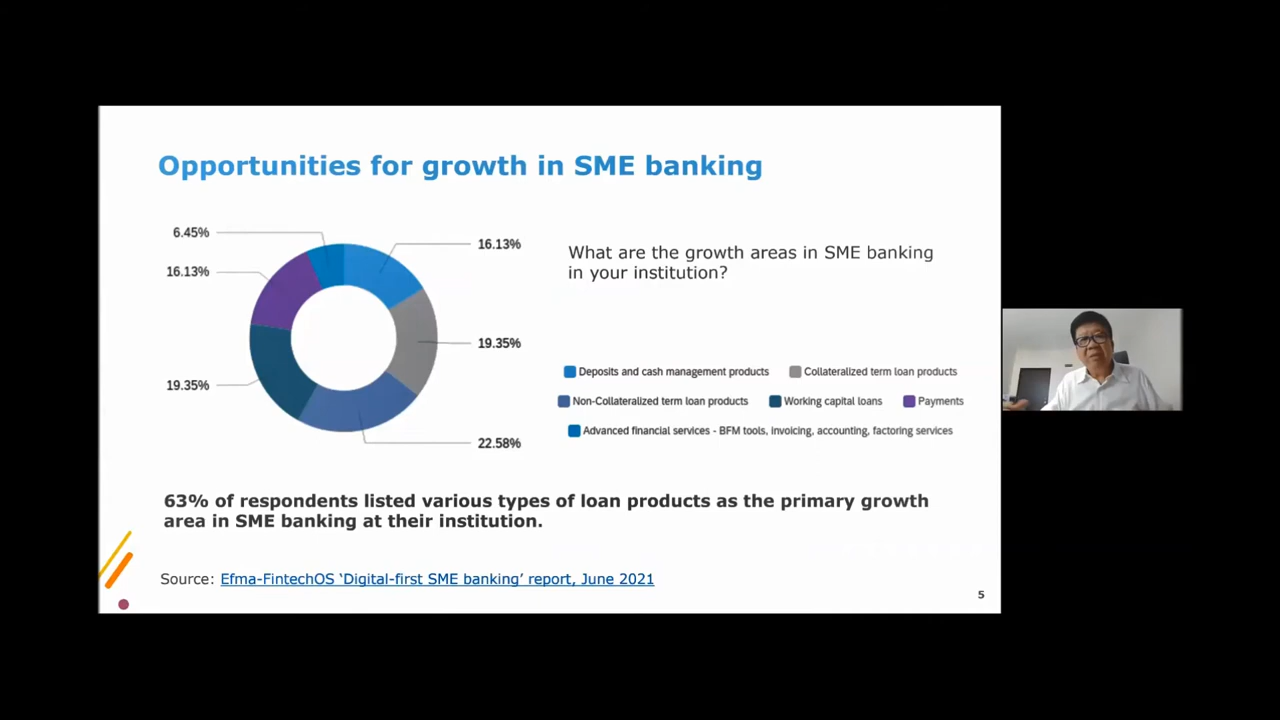 Opportunities for growth in SME banking
6.45%
16.13%
16.13%
19.35%
19.35%
22.58%
What are the growth areas in SME banking
in your institution?
Deposits and cash management products
Collateralized term loan products
Non-Collateralized term loan products
Working capital loans
Payments
Advanced financial services - BFM tools, invoicing, accounting, factoring services
63% of respondents listed various types of loan products as the primary growth
area in SME banking at their institution.
Source: Efma-FintechOS ‘Digital-first SME banking’ report, June 2021
5